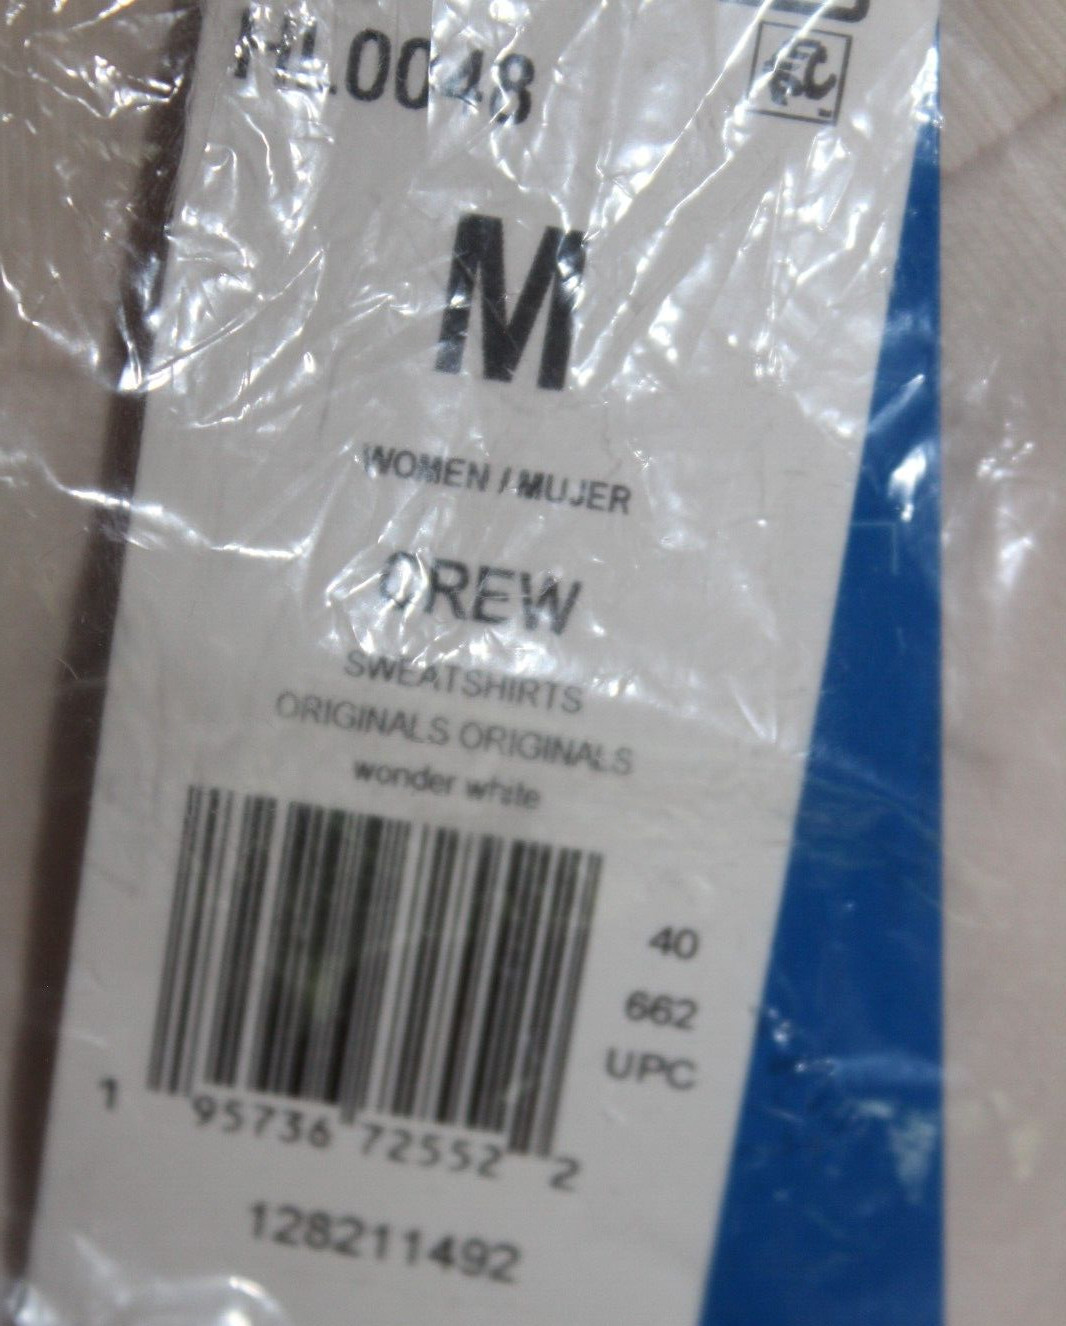 HL0048
M
WOMEN / MUJER
CREW
SWEATSHIRTS
ORIGINALS ORIGINALS
wonder white
40
662
UPC
1 95736 72552 2
128211492